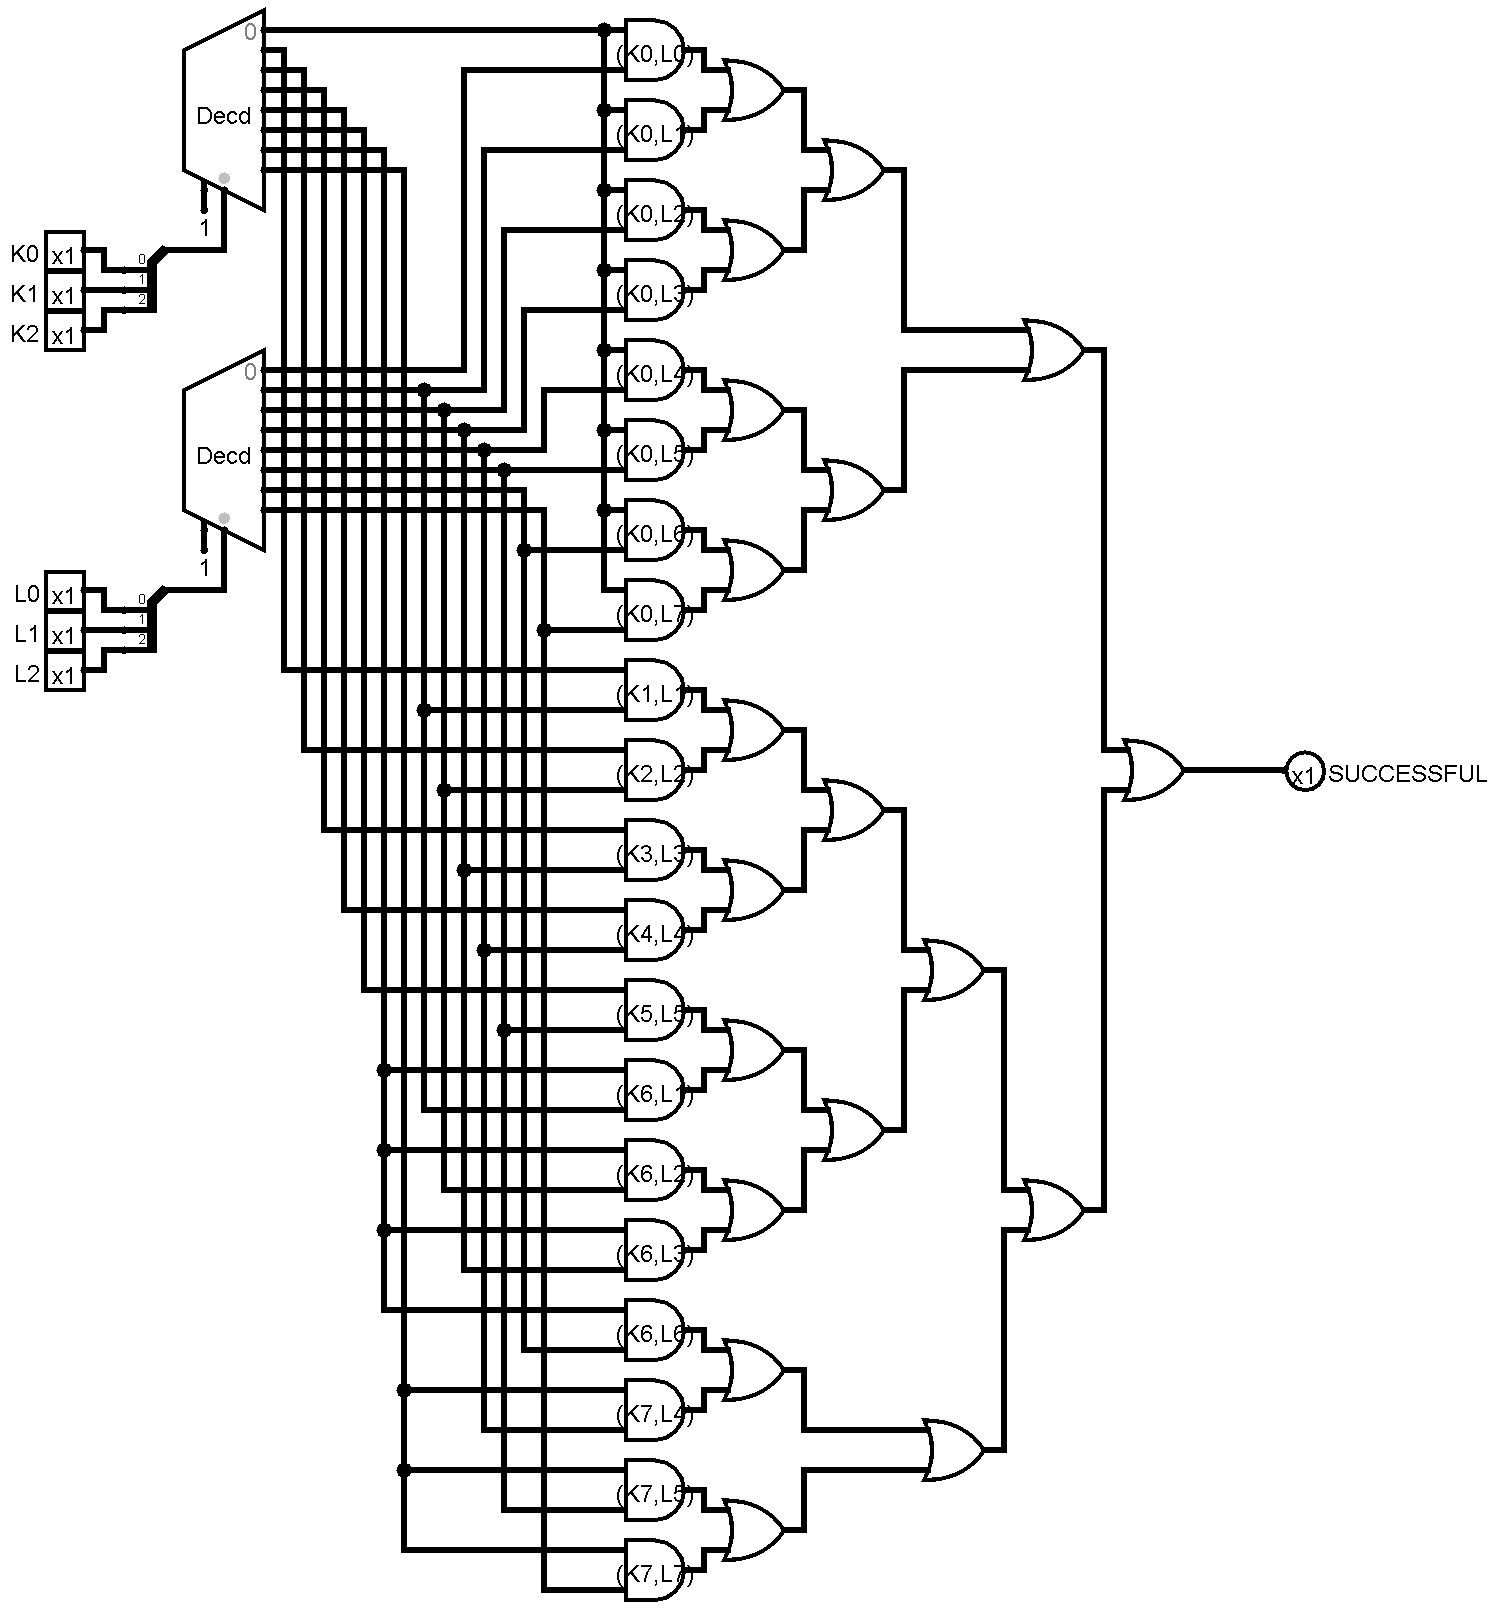 0
Decd
1
K0 x1 0
K1 x1 1
K2 x1 2
0
Decd
1
L0 x1 0
L1 x1 1
L2 x1 2
(K0,L0)
(K0,L1)
(K0,L2)
(K0,L3)
(K0,L4)
(K0,L5)
(K0,L6)
(K0,L7)
(K1,L1)
(K2,L2)
(K3,L3)
(K4,L4)
(K5,L5)
(K6,L1)
(K6,L2)
(K6,L3)
(K6,L6)
(K7,L4)
(K7,L5)
(K7,L7)
x1 SUCCESSFUL